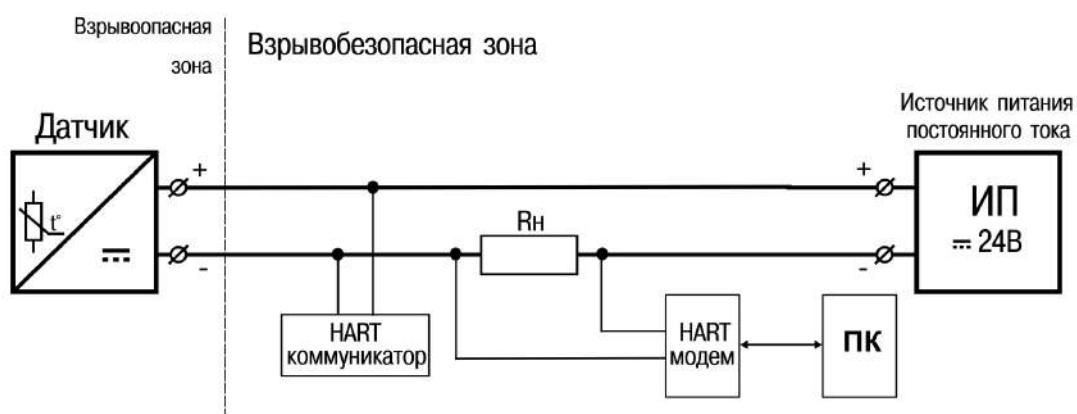 Взрывоопасная
зона
Взрывобезопасная зона
Датчик
t°
+
-
Rн
HART
коммуникатор
HART
модем
ПК
Источник питания
постоянного тока
+
-
ИП
24В